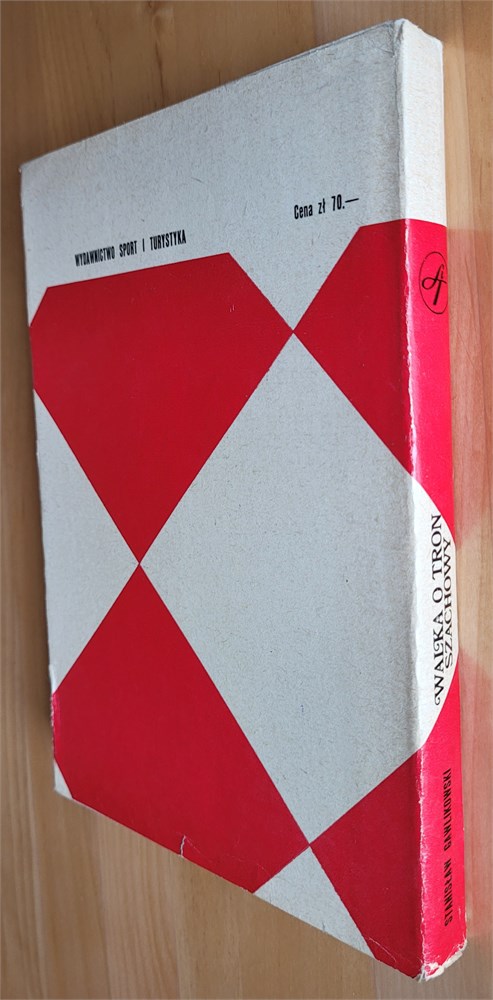 WYDAWNICTWO SPORT I TURYSTYKA
Cena zł 70.—
WALKA O TRON
SZACHOWY
STANISŁAW GAWLIKOWSKI